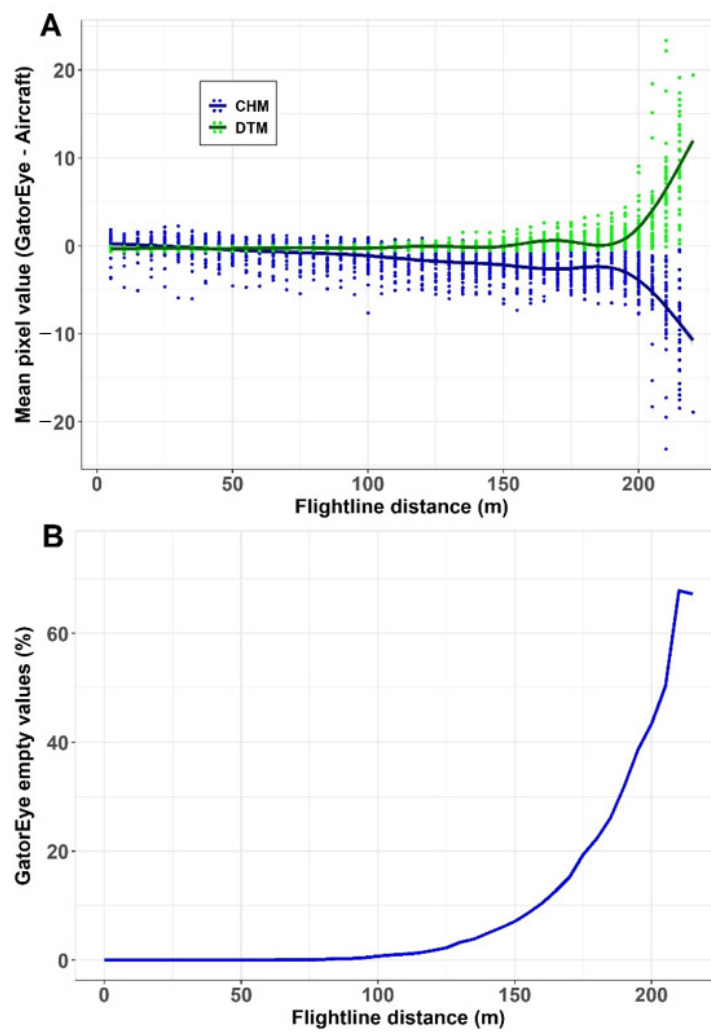 A
Mean pixel value (GatorEye - Aircraft)
20
10
0
−10
−20
CHM
DTM
0 50 100 150 200
Flightline distance (m)
B
GatorEye empty values (%)
60
40
20
0
0 50 100 150 200
Flightline distance (m)